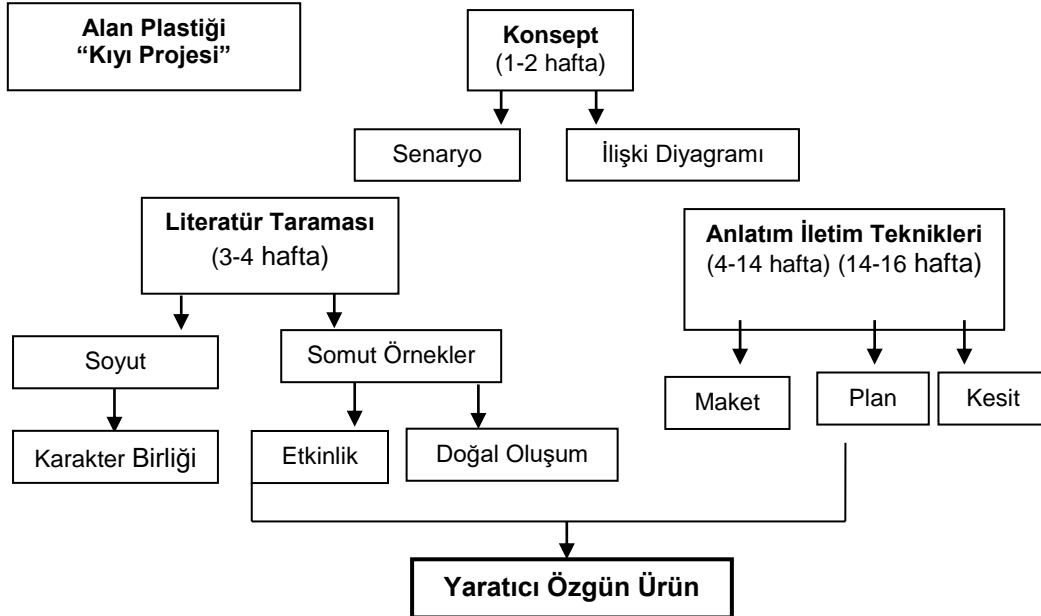 Alan Plastiği
“Kıyı Projesi”
Konsept
(1-2 hafta)
Senaryo
İlişki Diyagramı
Literatür Taraması
(3-4 hafta)
Anlatım İletim Teknikleri
(4-14 hafta) (14-16 hafta)
Soyut
Somut Örnekler
Maket
Plan
Kesit
Karakter Birliği
Etkinlik
Doğal Oluşum
Yaratıcı Özgün Ürün